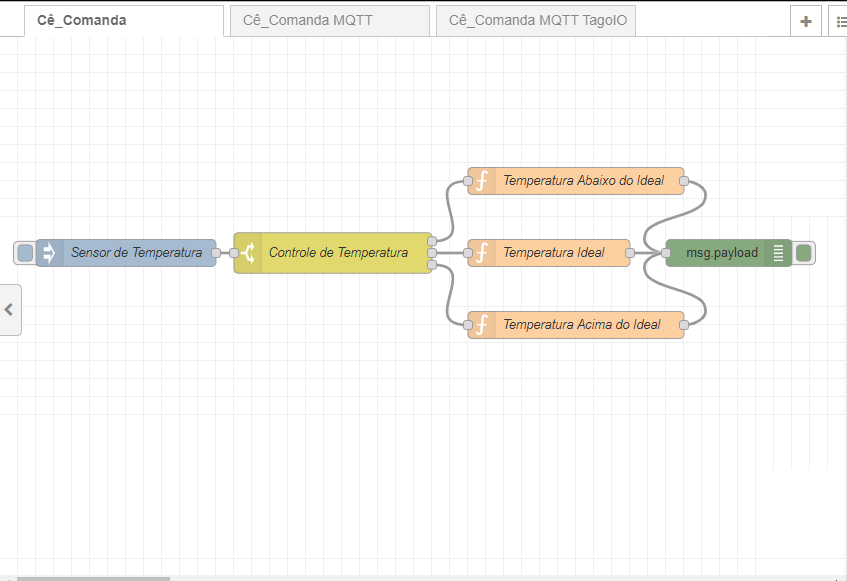 Cê_Comanda
Cê_Comanda MQTT
Cê_Comanda MQTT TagoIO
Temperatura Abaixo do Ideal
Sensor de Temperatura
Controle de Temperatura
Temperatura Ideal
msg.payload
Temperatura Acima do Ideal